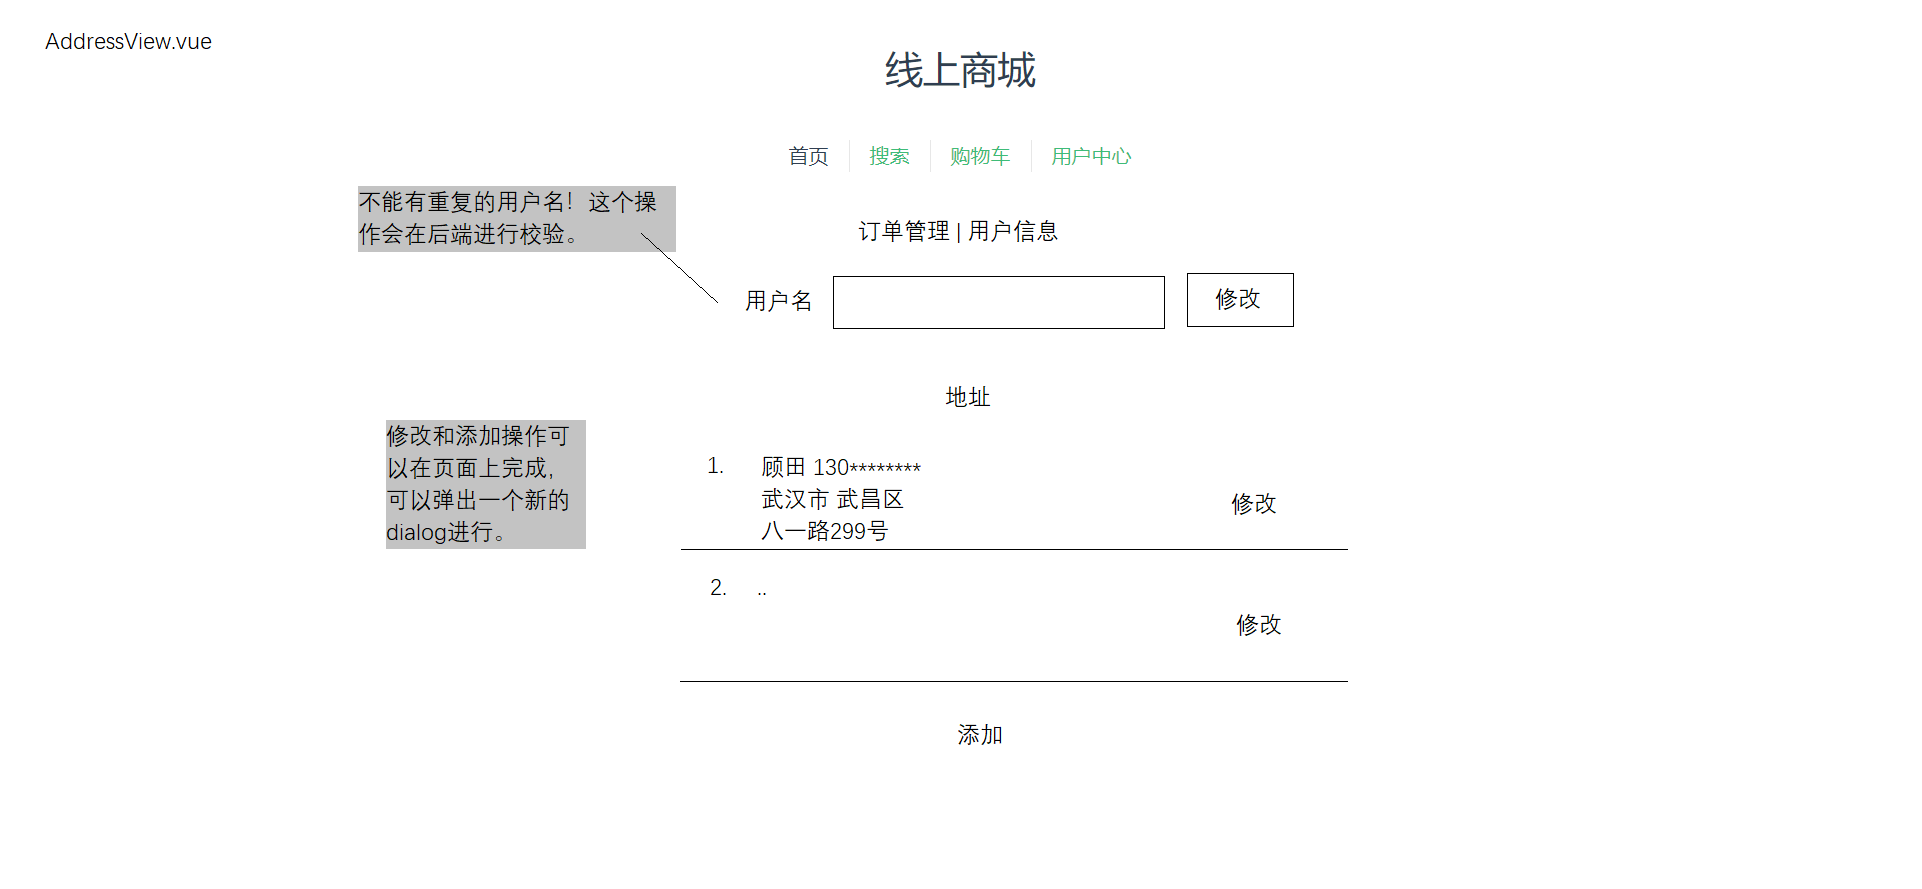 AddressView.vue
线上商城
首页 搜索 购物车 用户中心
不能有重复的用户名！这个操
作会在后端进行校验。
订单管理 | 用户信息
用户名 修改
地址
修改和添加操作可
以在页面上完成，
可以弹出一个新的
dialog进行。
1. 顾田 130********
武汉市 武昌区
八一路299号
修改
2. ..
修改
添加